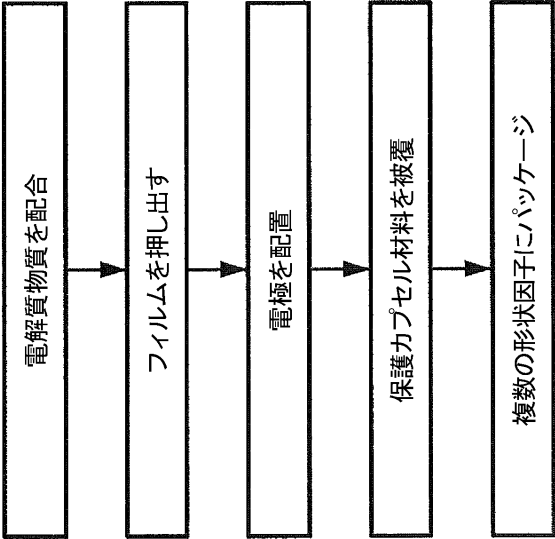 電解質物質を配合
フィルムを押し出す
電極を配置
保護カプセル材料を被覆
複数の形状因子にパッケージ